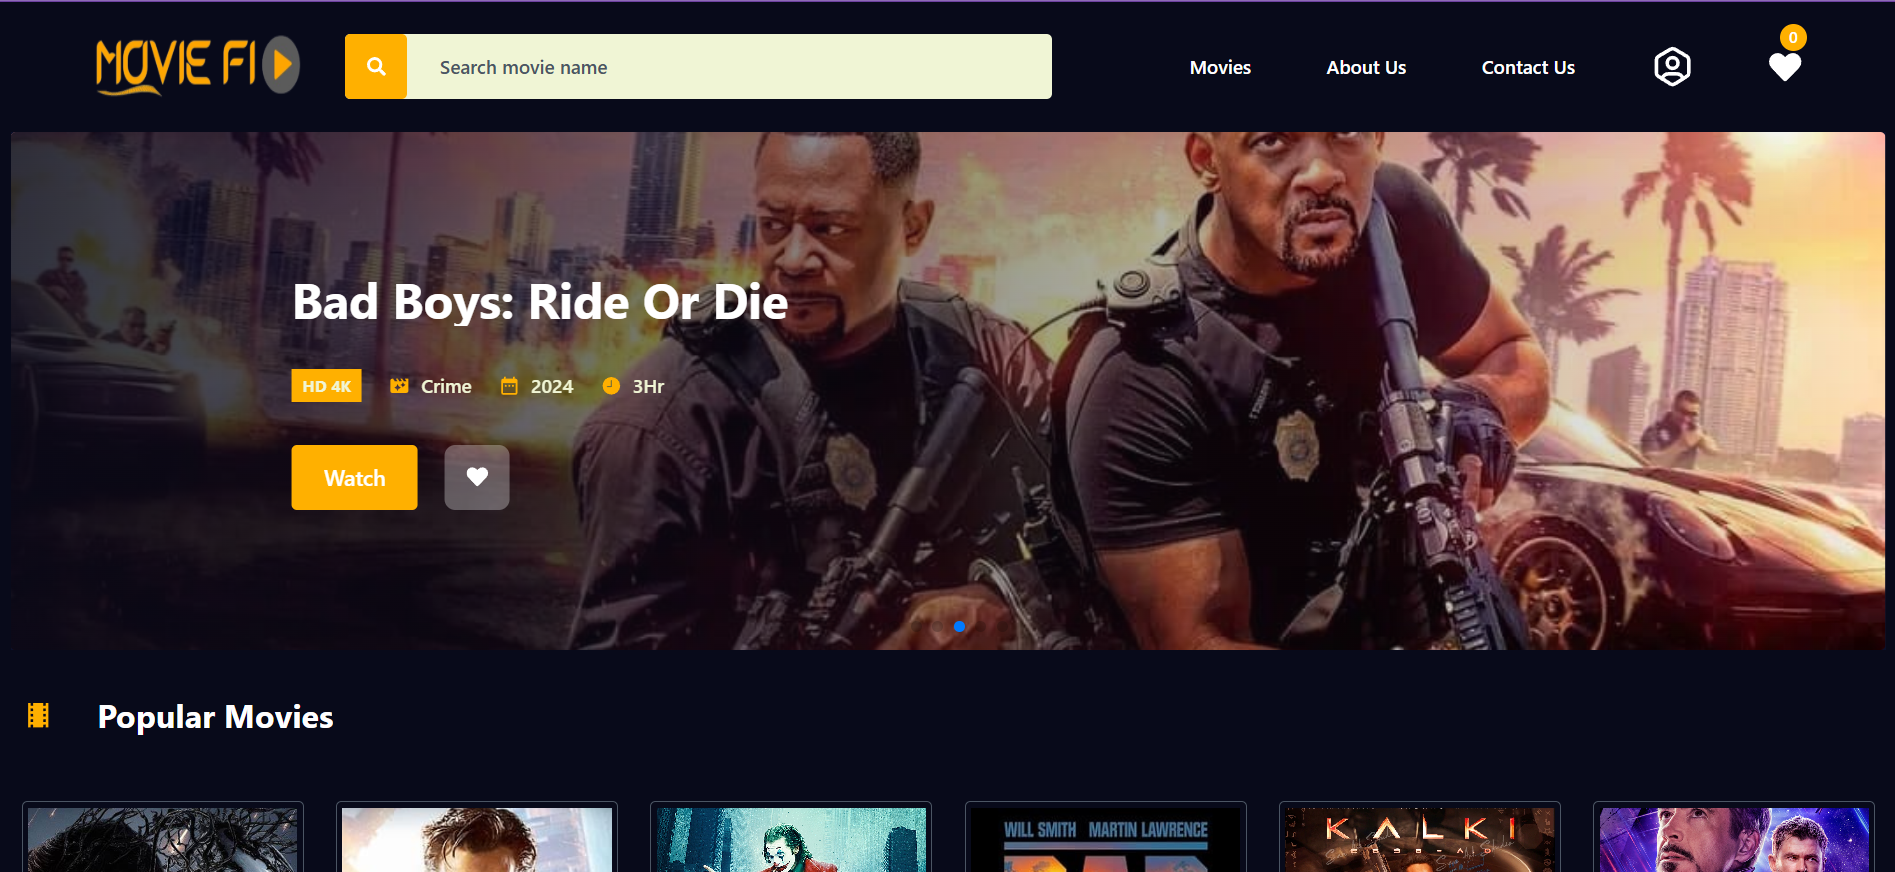 MOVIE FI
Search movie name
Movies
About Us
Contact Us
0
Bad Boys: Ride Or Die
HD 4K
Crime
2024
3Hr
Watch
Popular Movies
WILL SMITH MARTIN LAWRENCE
KALKI